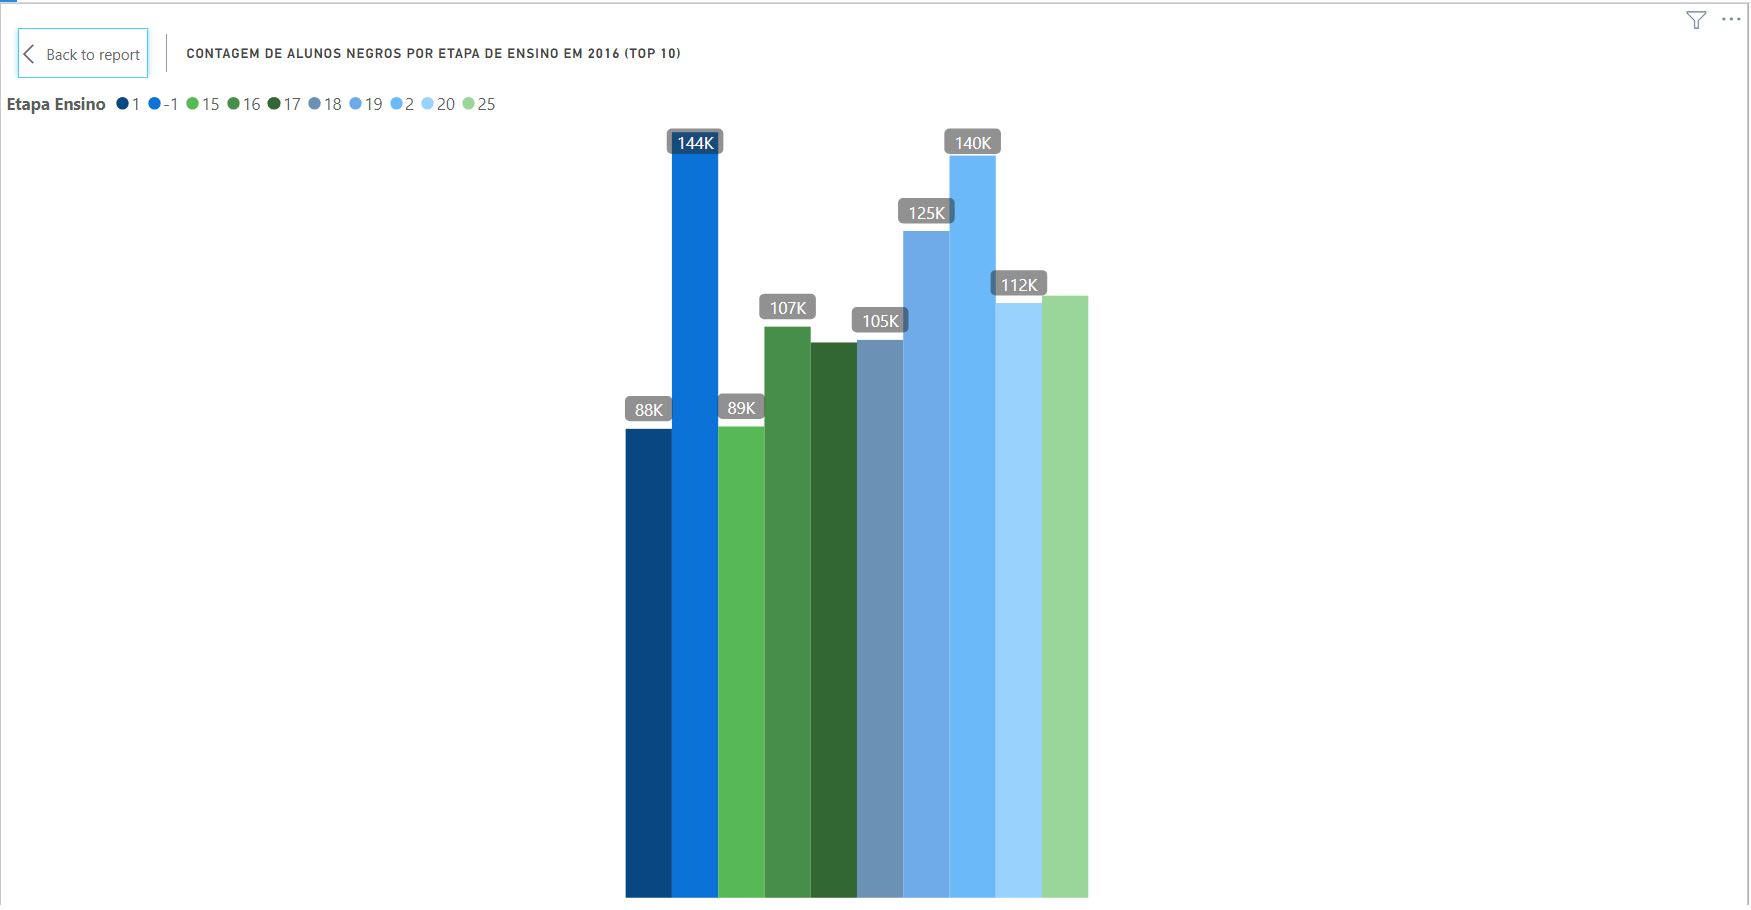 Back to report
CONTAGEM DE ALUNOS NEGROS POR ETAPA DE ENSINO EM 2016 (TOP 10)
Etapa Ensino 1 -1 15 16 17 18 19 2 20 25
144K
140K
125K
112K
107K
105K
88K
89K